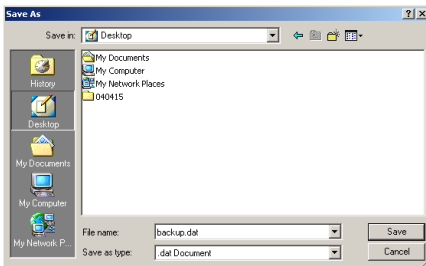 Save As
Save in: Desktop
My Documents
My Computer
My Network Places
040415
History
Desktop
My Documents
My Computer
My Network P...
File name: backup.dat Save
Save as type: .dat Document Cancel